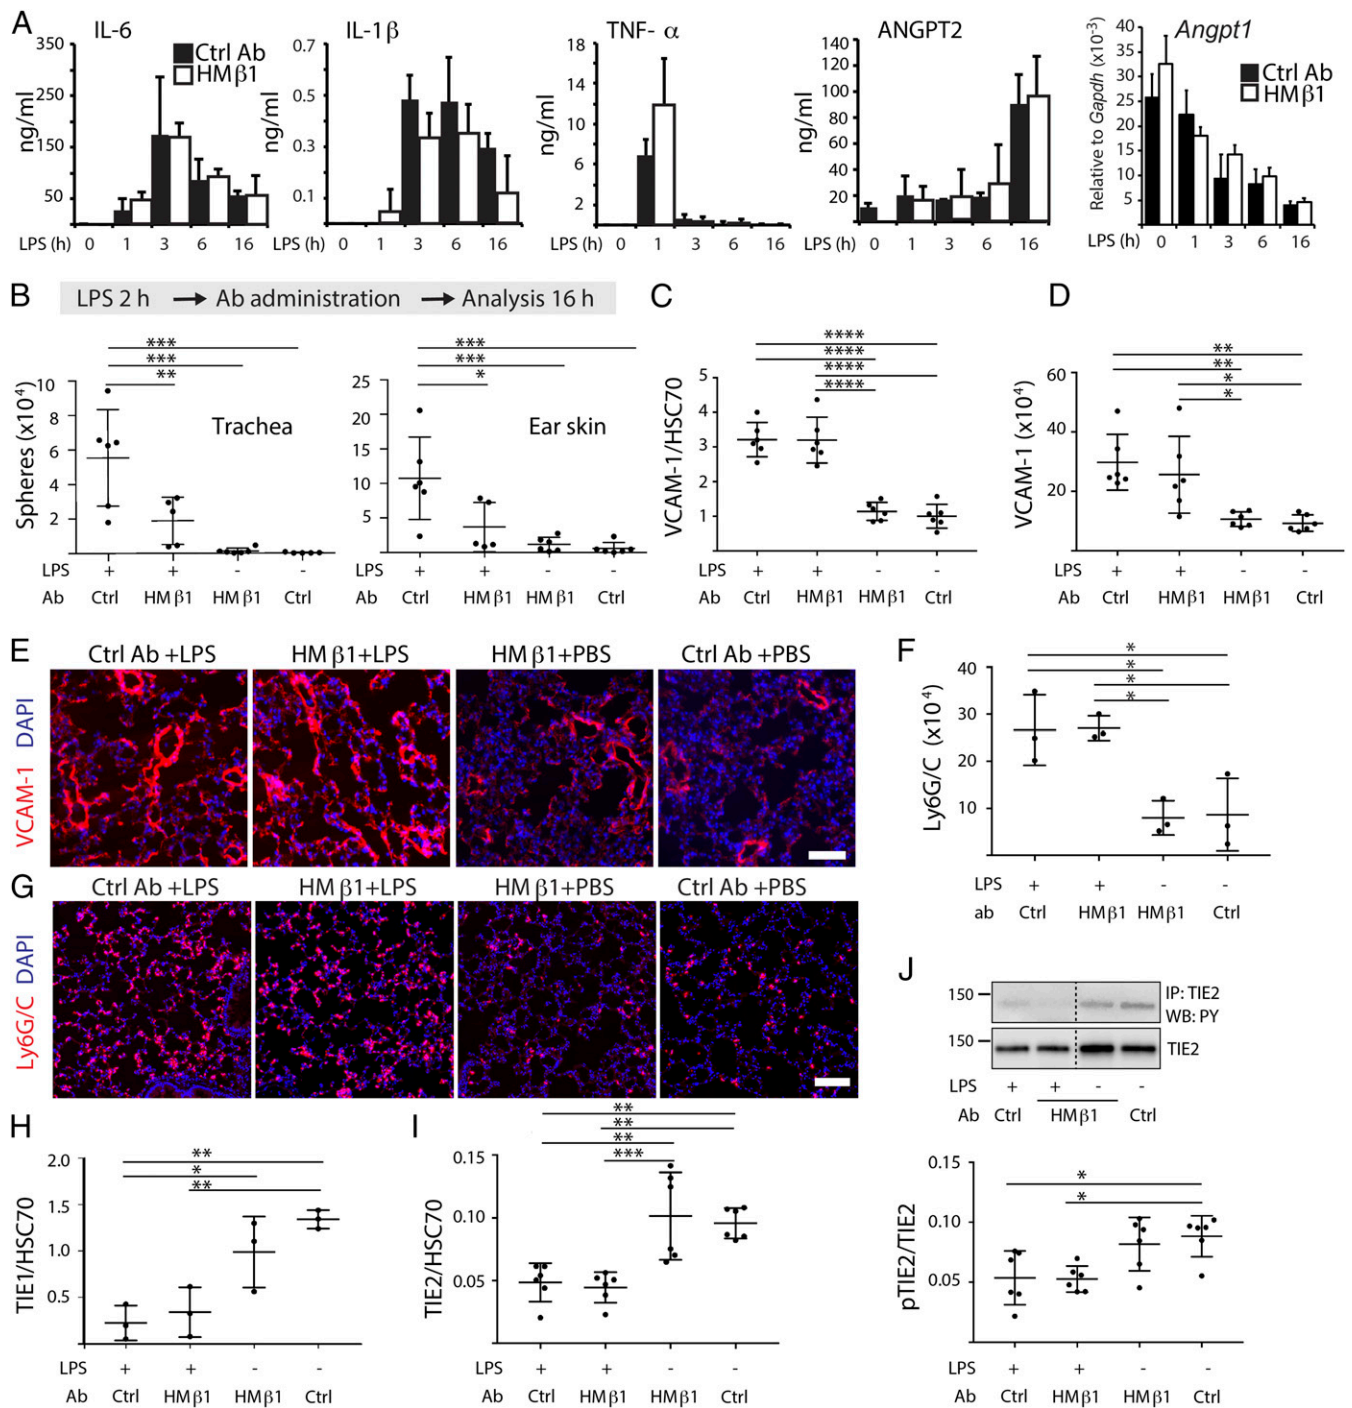 A
IL-6
350
250
150
50
ng/ml
Ctrl Ab
HMβ1
LPS (h) 0 1 3 6 16
IL-1β
0.7
0.5
0.3
0.1
ng/ml
LPS (h) 0 1 3 6 16
TNF- α
18
14
10
6
2
ng/ml
LPS (h) 0 1 3 6 16
ANGPT2
140
120
100
80
60
40
20
ng/ml
LPS (h) 0 1 3 6 16
Angpt1
40
35
30
25
20
15
10
5
Relative to Gapdh (x10-3)
Ctrl Ab
HMβ1
LPS (h) 0 1 3 6 16
B
LPS 2 h → Ab administration → Analysis 16 h
***
***
**
10
8
6
4
2
Spheres (x10⁴)
Trachea
LPS + + - -
Ab Ctrl HMβ1 HMβ1 Ctrl
***
***
*
25
20
15
10
5
Ear skin
+ + - -
Ctrl HMβ1 HMβ1 Ctrl
C
****
****
****
****
5
4
3
2
1
VCAM-1/HSC70
LPS + + - -
Ab Ctrl HMβ1 HMβ1 Ctrl
D
**
**
*
*
60
40
20
VCAM-1 (x10⁴)
LPS + + - -
Ab Ctrl HMβ1 HMβ1 Ctrl
E
Ctrl Ab +LPS HMβ1+LPS HMβ1+PBS Ctrl Ab +PBS
VCAM-1 DAPI
F
*
*
*
*
40
30
20
10
Ly6G/C (x10⁴)
LPS + + - -
ab Ctrl HMβ1 HMβ1 Ctrl
G
Ctrl Ab +LPS HMβ1+LPS HMβ1+PBS Ctrl Ab +PBS
Ly6G/C DAPI
H
**
*
**
2.0
1.5
1.0
0.5
TIE1/HSC70
LPS + + - -
Ab Ctrl HMβ1 HMβ1 Ctrl
I
**
**
**
***
0.15
0.10
0.05
TIE2/HSC70
LPS + + - -
Ab Ctrl HMβ1 HMβ1 Ctrl
J
150
IP: TIE2
WB: PY
150
TIE2
LPS + + - -
Ab Ctrl HMβ1 Ctrl
*
*
0.15
0.10
0.05
pTIE2/TIE2
LPS + + - -
Ab Ctrl HMβ1 HMβ1 Ctrl